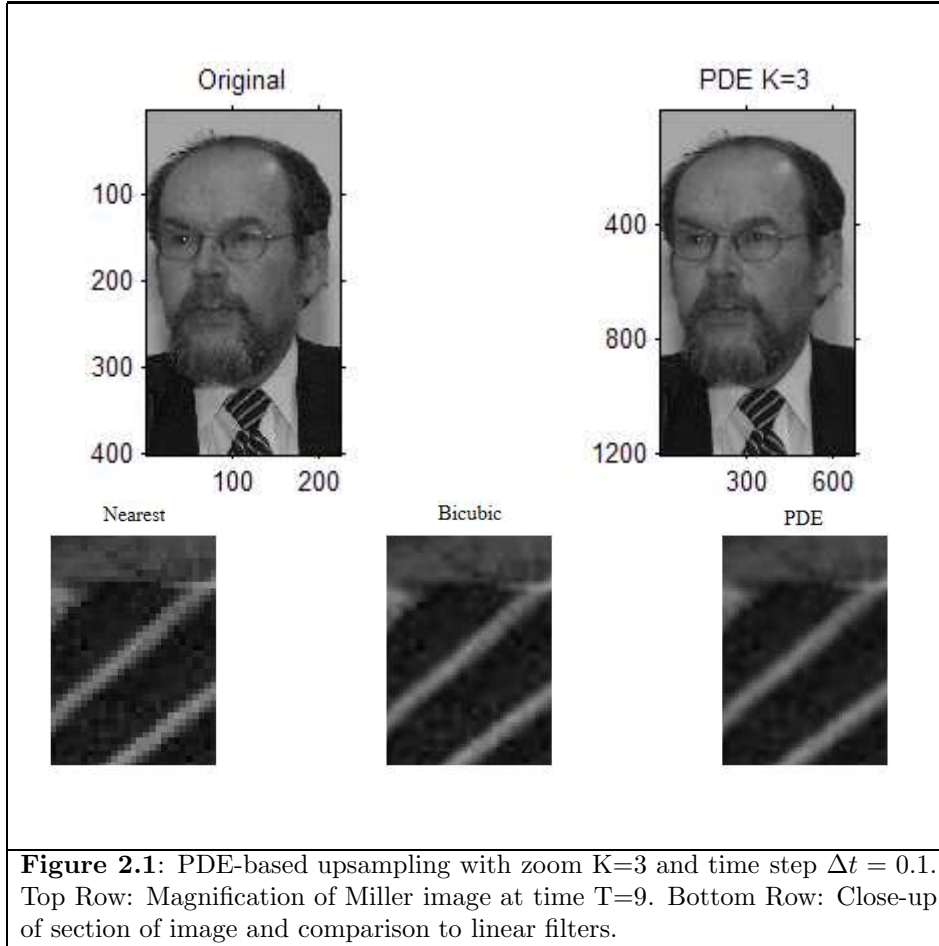 Original
PDE K=3
100
200
300
400
100 200
400
800
1200
300 600
Nearest
Bicubic
PDE
Figure 2.1: PDE-based upsampling with zoom K=3 and time step Δt = 0.1.
Top Row: Magnification of Miller image at time T=9. Bottom Row: Close-up
of section of image and comparison to linear filters.